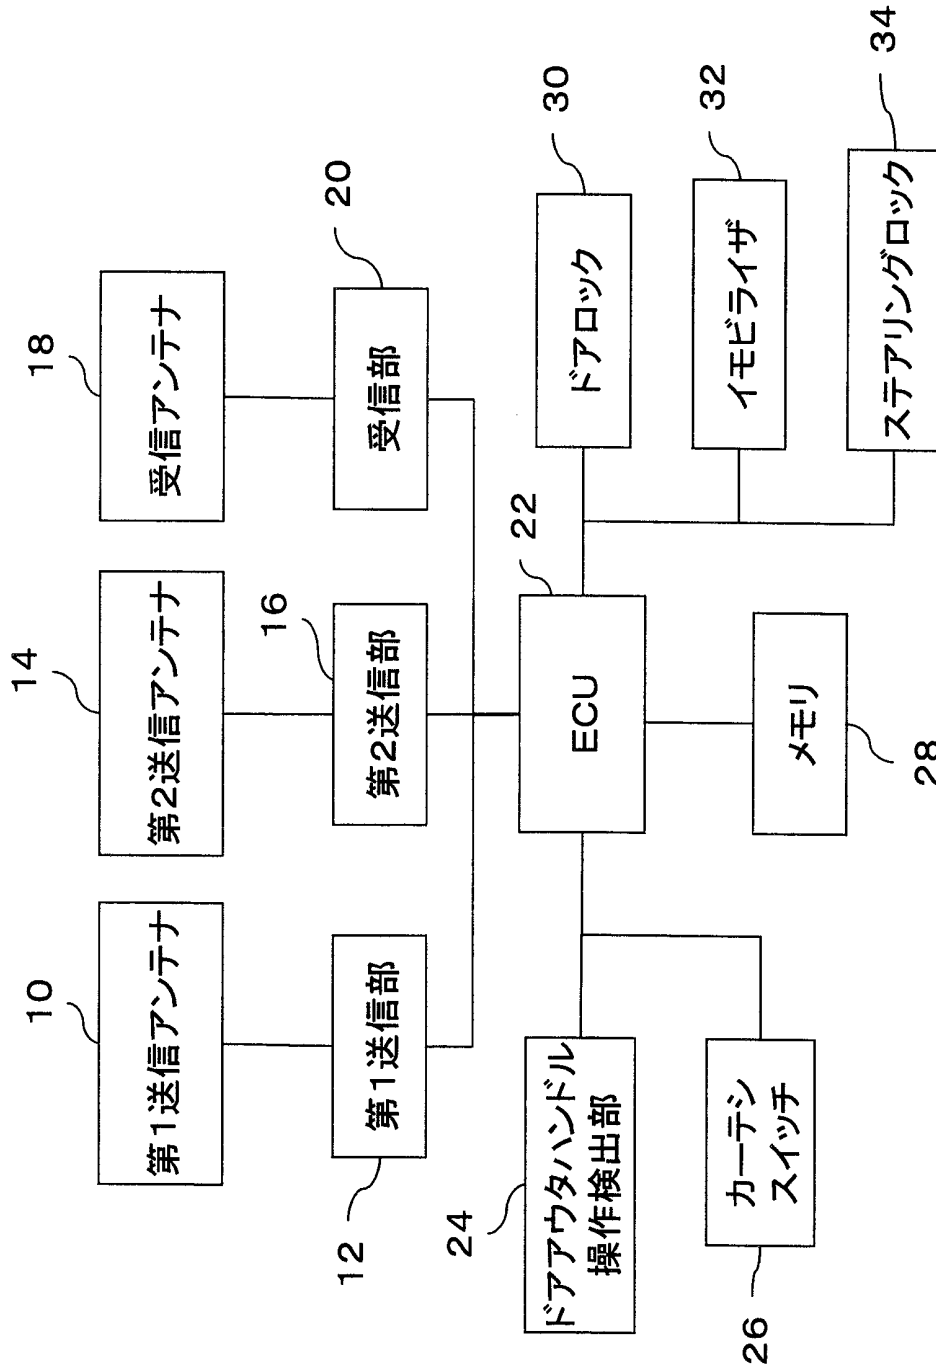 10
第1送信アンテナ
14
第2送信アンテナ
18
受信アンテナ
12
第1送信部
16
第2送信部
20
受信部
22
ECU
24
ドアアウタハンドル
操作検出部
26
カーテシ
スイッチ
28
メモリ
30
ドアロック
32
イモビライザ
34
ステアリングロック